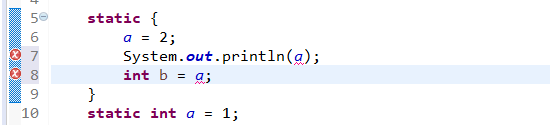 5 static {
6 a = 2;
7 System.out.println(a);
8 int b = a;
9 }
10 static int a = 1;